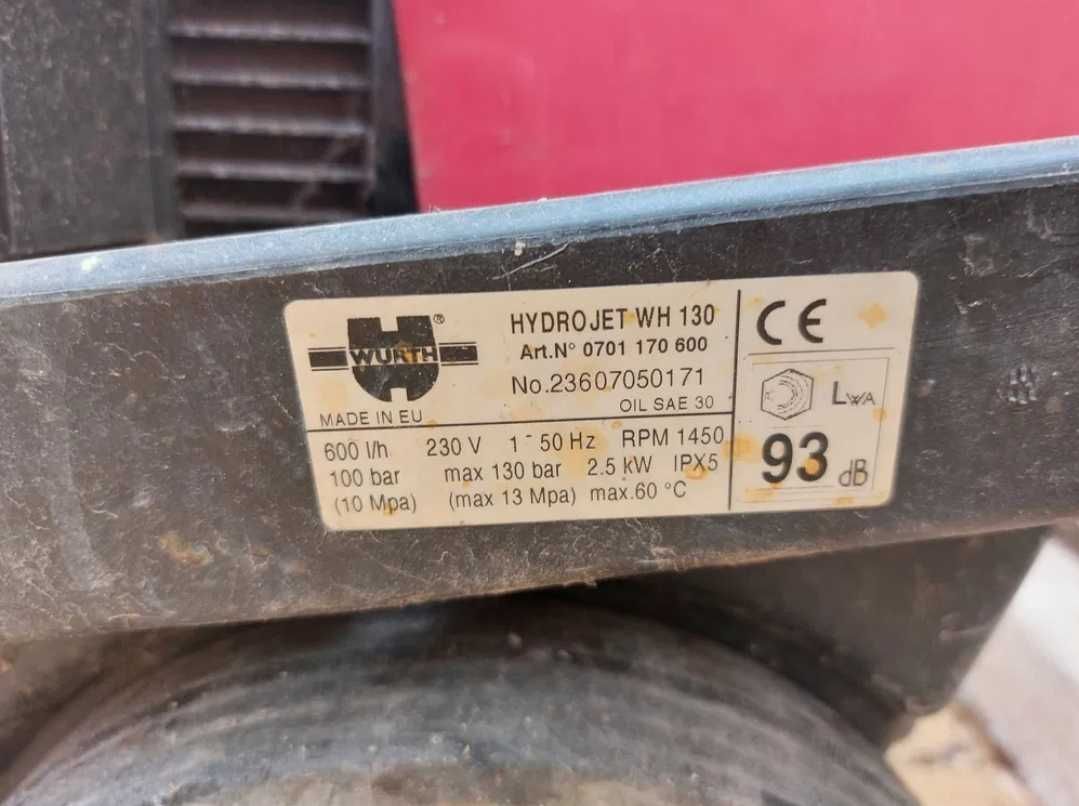 WÜRTH ®
MADE IN EU
HYDROJET WH 130
Art.N° 0701 170 600
No.23607050171
OIL SAE 30
600 l/h 230 V 1~50 Hz RPM 1450
100 bar max 130 bar 2.5 kW IPX5
(10 Mpa) (max 13 Mpa) max.60 °C
CE
LWA
93 dB